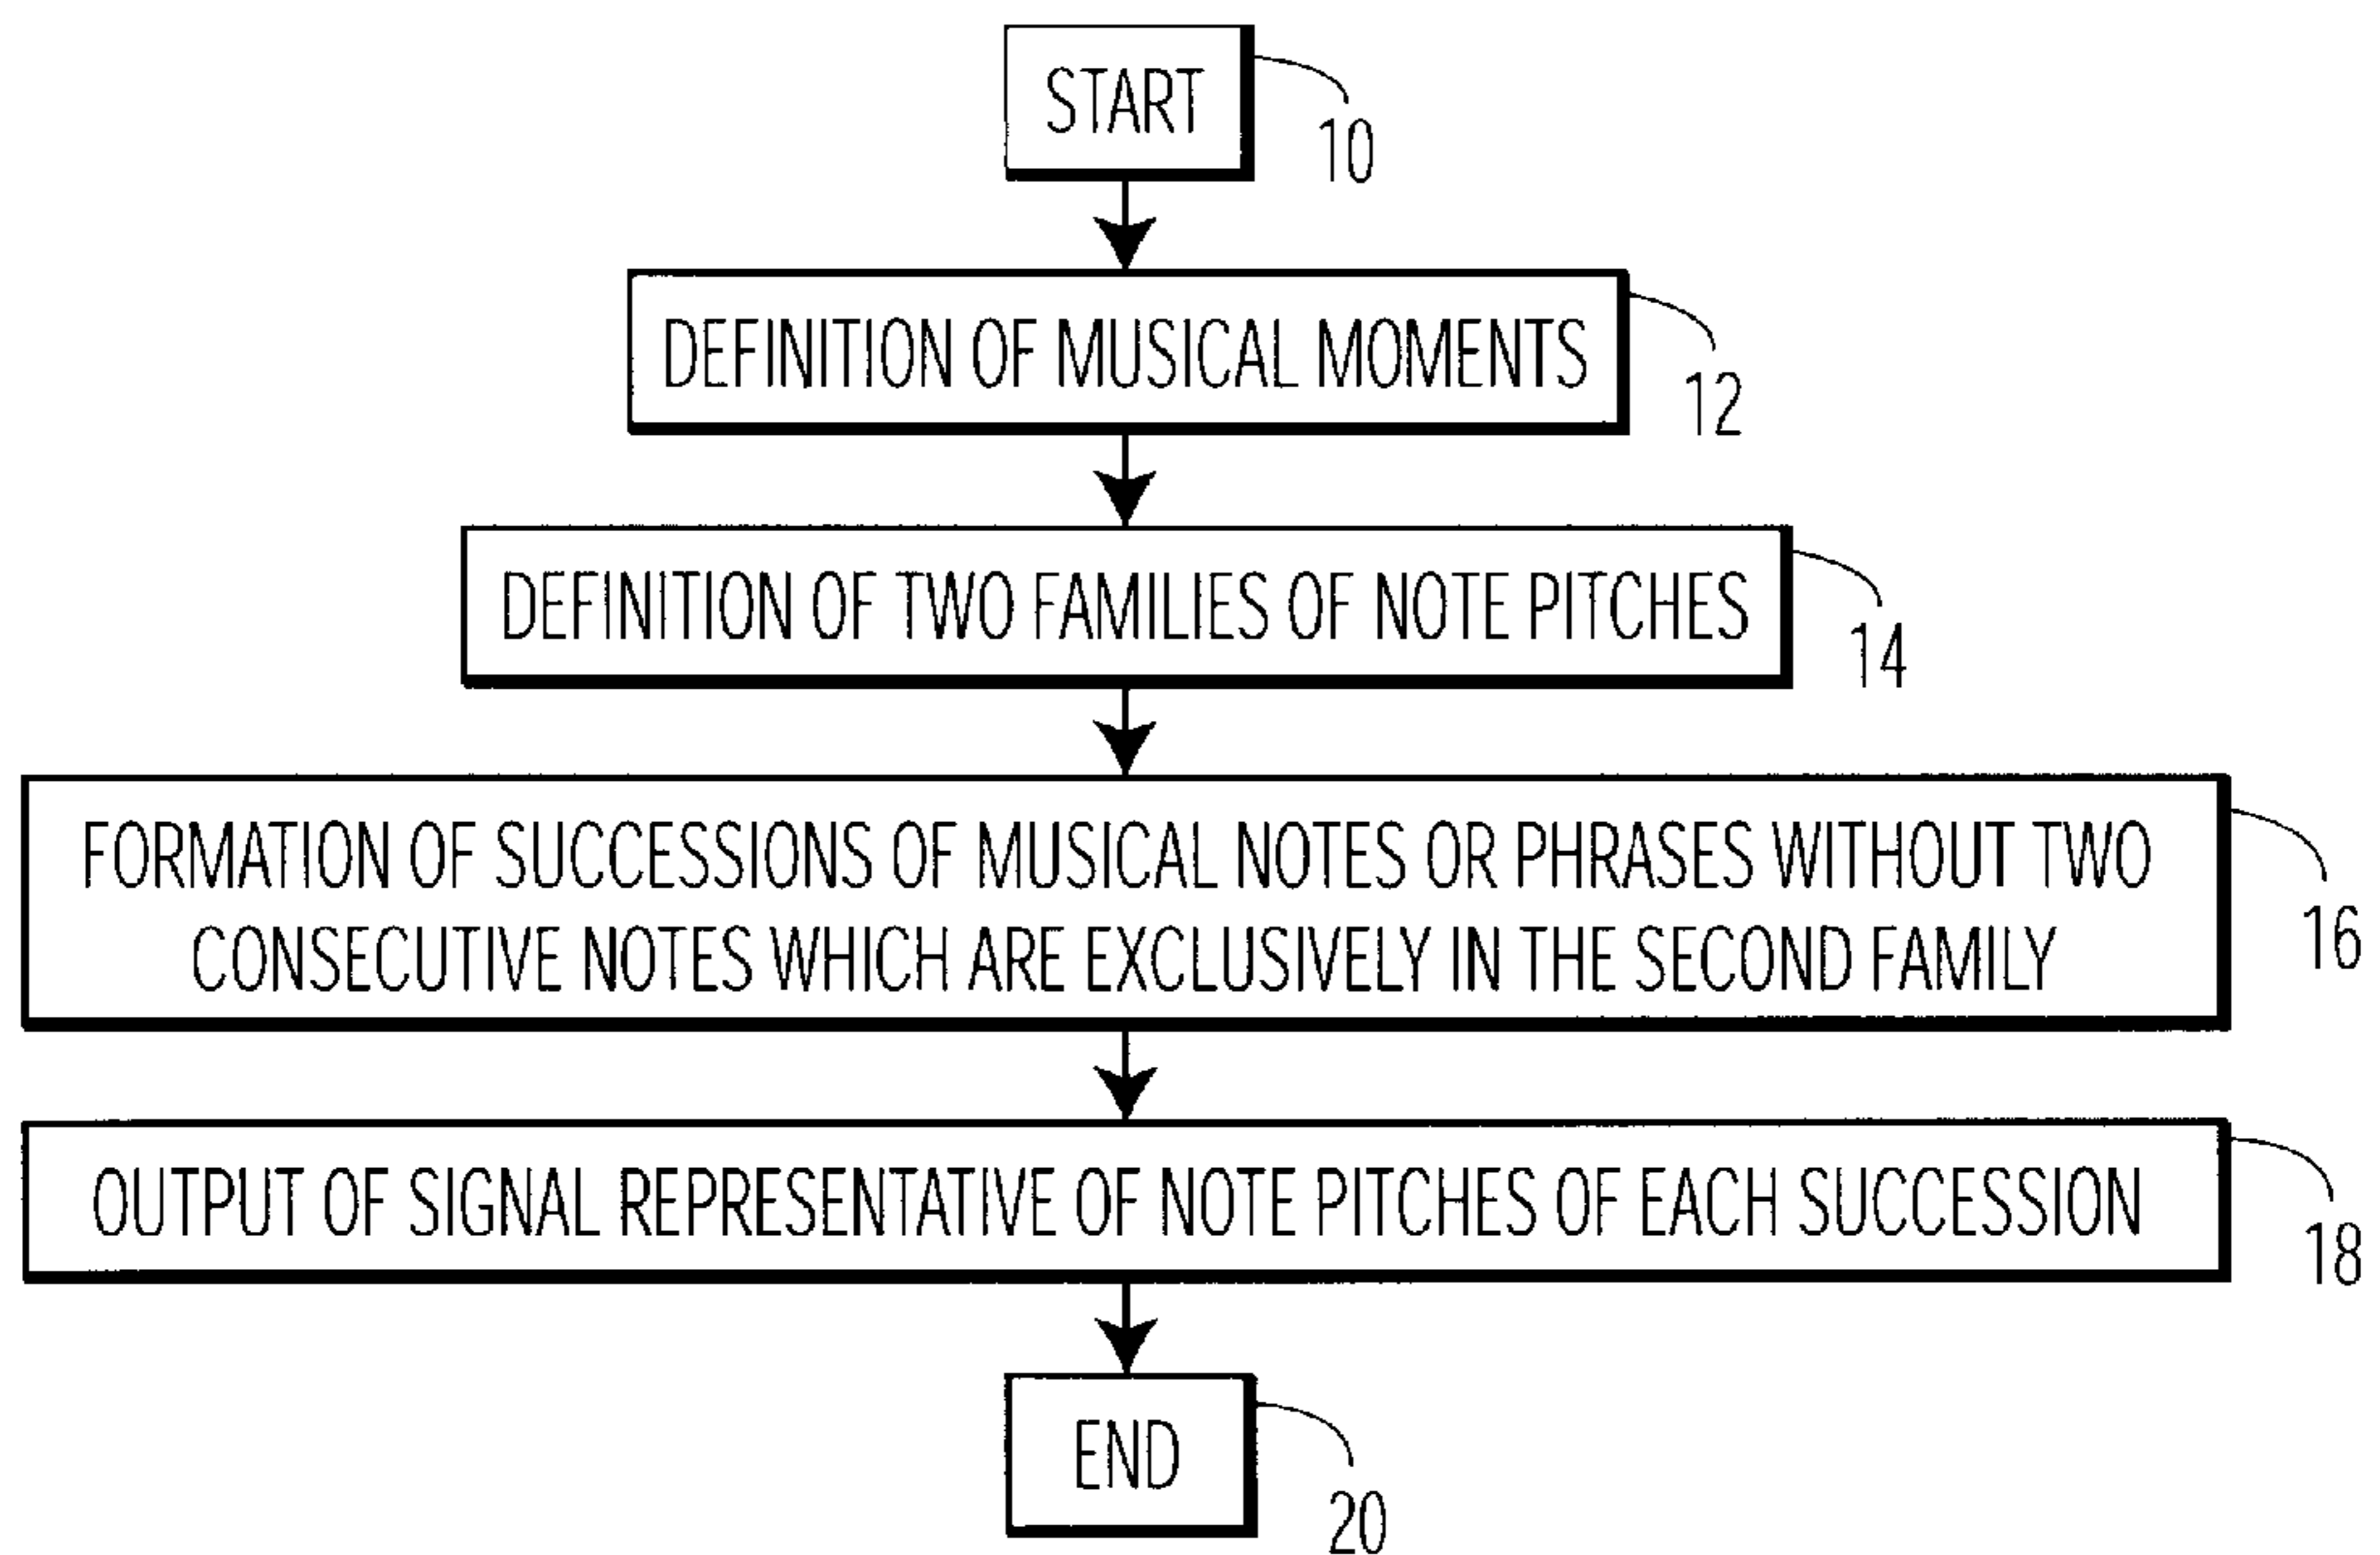 START
10
DEFINITION OF MUSICAL MOMENTS
12
DEFINITION OF TWO FAMILIES OF NOTE PITCHES
14
FORMATION OF SUCCESSIONS OF MUSICAL NOTES OR PHRASES WITHOUT TWO
CONSECUTIVE NOTES WHICH ARE EXCLUSIVELY IN THE SECOND FAMILY
16
OUTPUT OF SIGNAL REPRESENTATIVE OF NOTE PITCHES OF EACH SUCCESSION
18
END
20